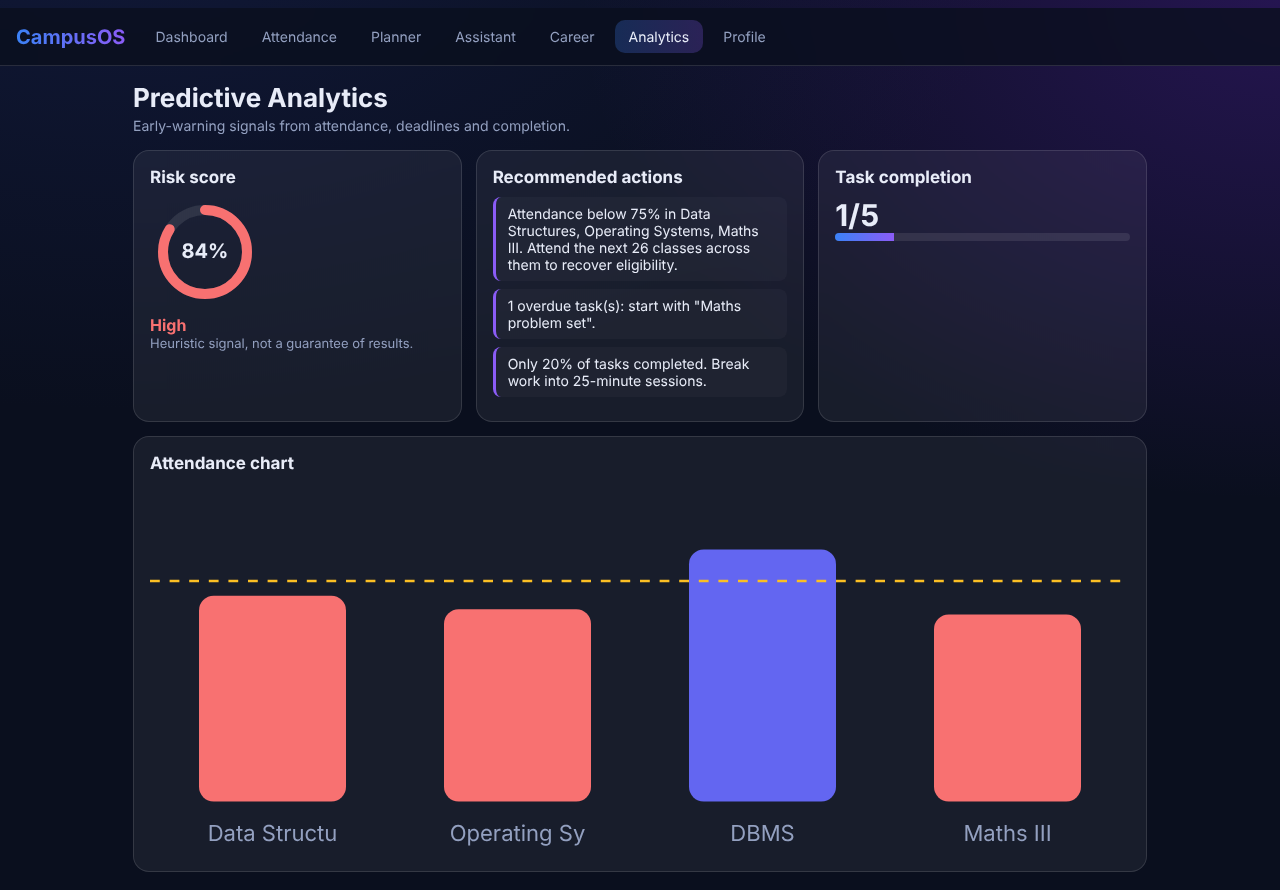 CampusOS Dashboard Attendance Planner Assistant Career Analytics Profile
Predictive Analytics
Early-warning signals from attendance, deadlines and completion.
Risk score
84%
High
Heuristic signal, not a guarantee of results.
Recommended actions
Attendance below 75% in Data
Structures, Operating Systems, Maths
III. Attend the next 26 classes across
them to recover eligibility.
1 overdue task(s): start with "Maths
problem set".
Only 20% of tasks completed. Break
work into 25-minute sessions.
Task completion
1/5
Attendance chart
Data Structu Operating Sy DBMS Maths III